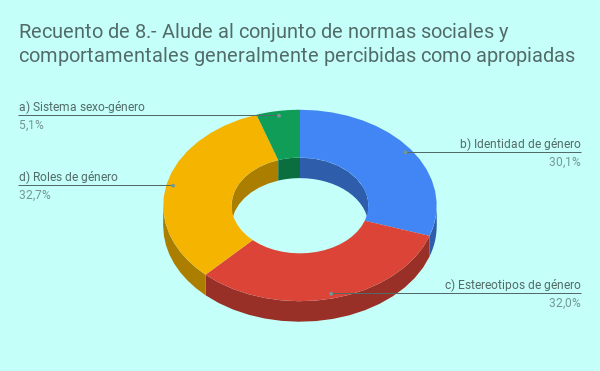 Recuento de 8.- Alude al conjunto de normas sociales y
comportamentales generalmente percibidas como apropiadas
a) Sistema sexo-género
5,1%
b) Identidad de género
30,1%
d) Roles de género
32,7%
c) Estereotipos de género
32,0%